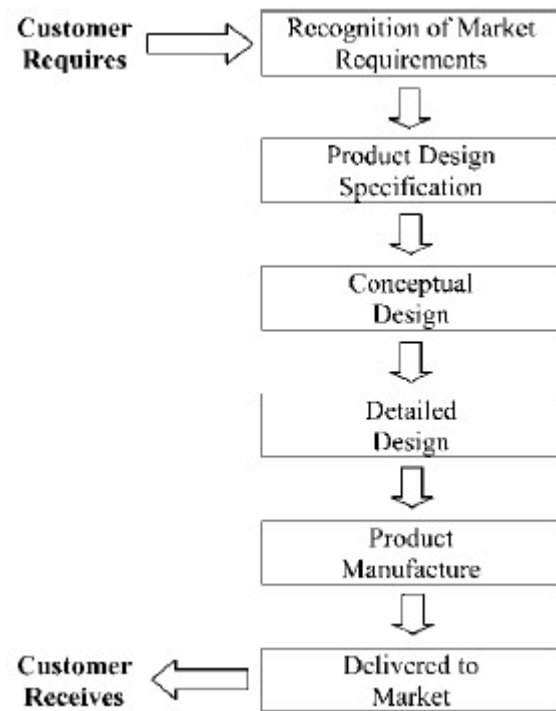 Customer
Requires
Recognition of Market
Requirements
Product Design
Specification
Conceptual
Design
Detailed
Design
Product
Manufacture
Customer
Receives
Delivered to
Market